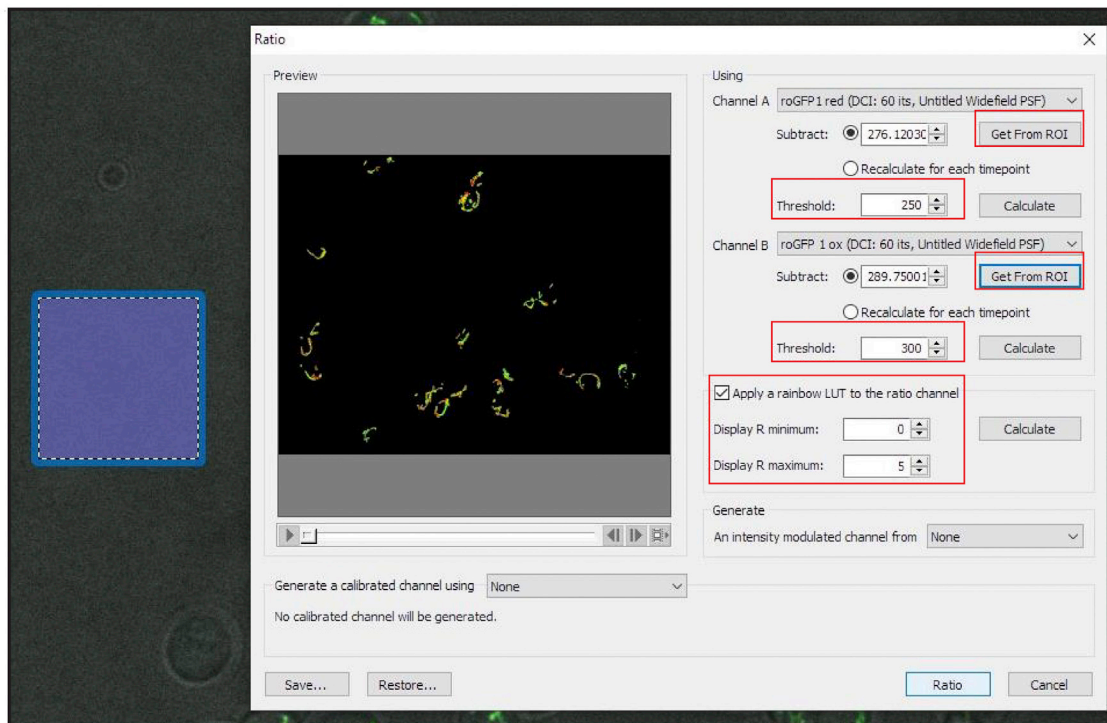 Ratio
Preview
Using
Channel A roGFP1 red (DCI: 60 its, Untitled Widefield PSF)
Subtract: 276.12030 Get From ROI
Recalculate for each timepoint
Threshold: 250 Calculate
Channel B roGFP 1 ox (DCI: 60 its, Untitled Widefield PSF)
Subtract: 289.75001 Get From ROI
Recalculate for each timepoint
Threshold: 300 Calculate
Apply a rainbow LUT to the ratio channel
Display R minimum: 0 Calculate
Display R maximum: 5
Generate
An intensity modulated channel from None
Generate a calibrated channel using None
No calibrated channel will be generated.
Save... Restore... Ratio Cancel